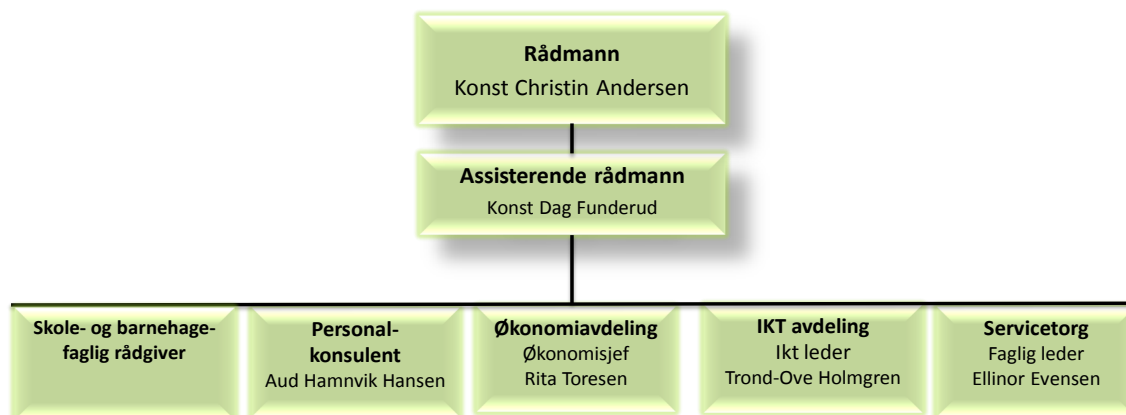 Rådmann
Konst Christin Andersen
Assisterende rådmann
Konst Dag Funderud
Skole- og barnehage-
faglig rådgiver
Personal-
konsulent
Aud Hamnvik Hansen
Økonomiavdeling
Økonomisjef
Rita Toresen
IKT avdeling
Ikt leder
Trond-Ove Holmgren
Servicetorg
Faglig leder
Ellinor Evensen